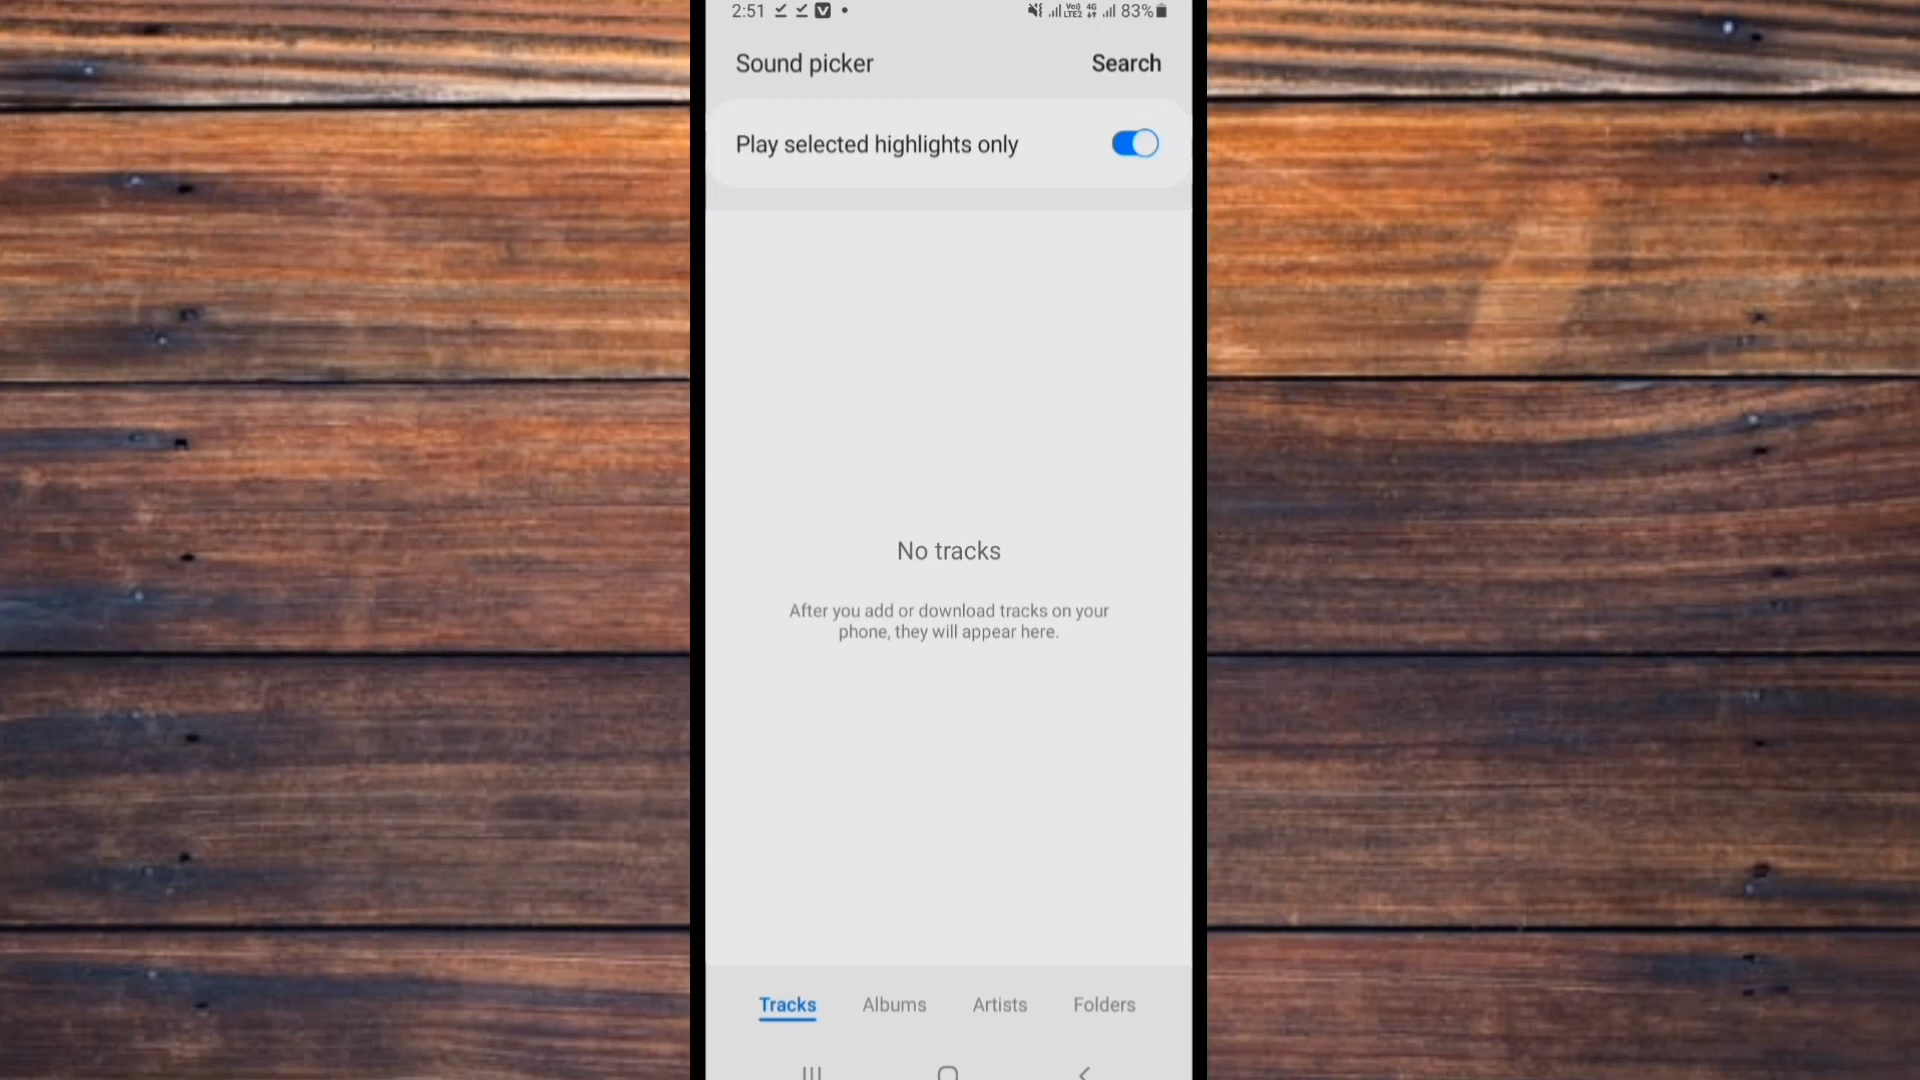 2:51 83%
Sound picker Search
Play selected highlights only
No tracks
After you add or download tracks on your
phone, they will appear here.
Tracks Albums Artists Folders